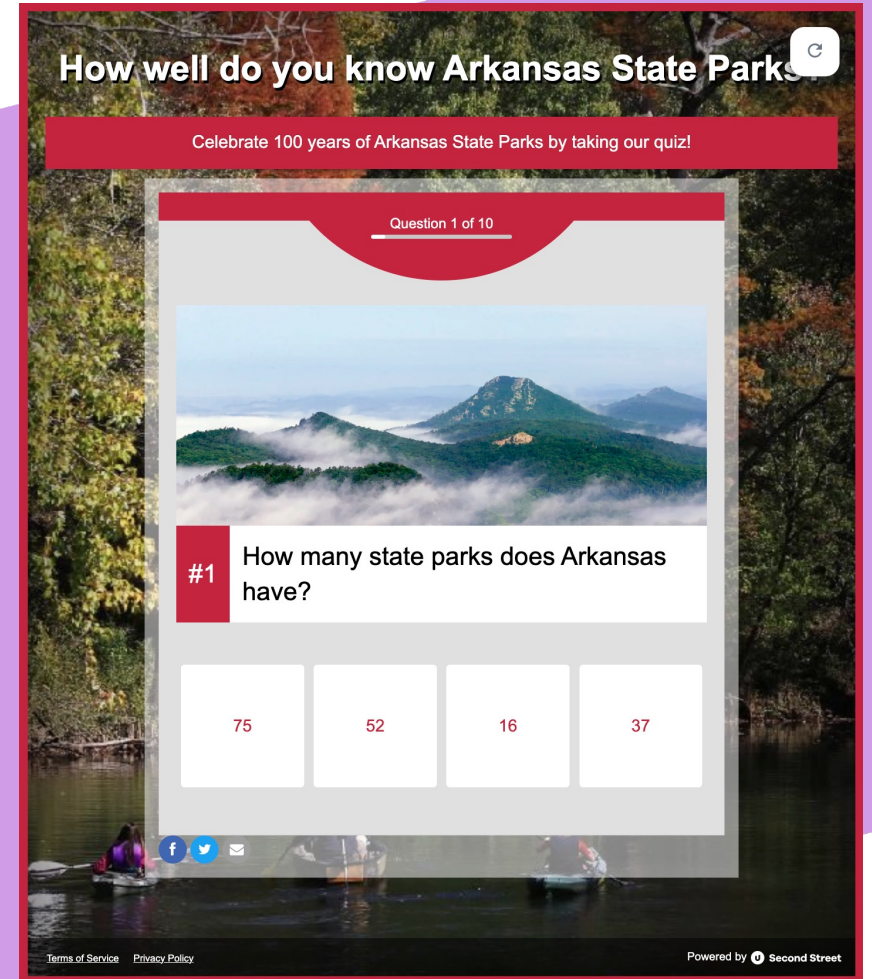 How well do you know Arkansas State Parks?
Celebrate 100 years of Arkansas State Parks by taking our quiz!
Question 1 of 10
#1
How many state parks does Arkansas
have?
75
52
16
37
f
Terms of Service Privacy Policy
Powered by U Second Street